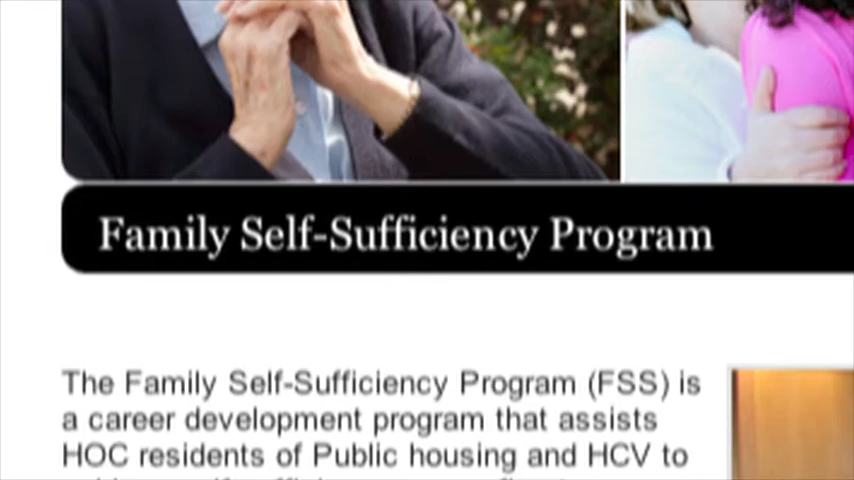 Family Self-Sufficiency Program
The Family Self-Sufficiency Program (FSS) is
a career development program that assists
HOC residents of Public housing and HCV to